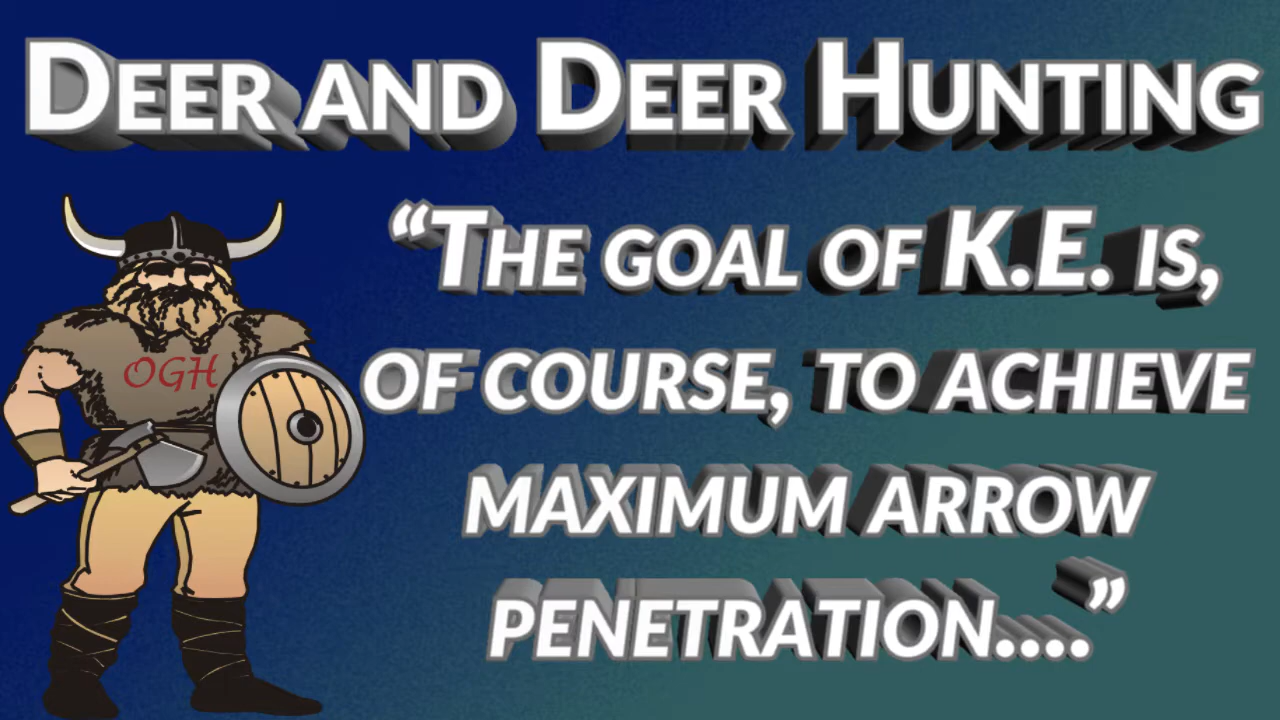 Deer and Deer Hunting
“The goal of K.E. is,
of course, to achieve
OGH
maximum arrow
penetration....”